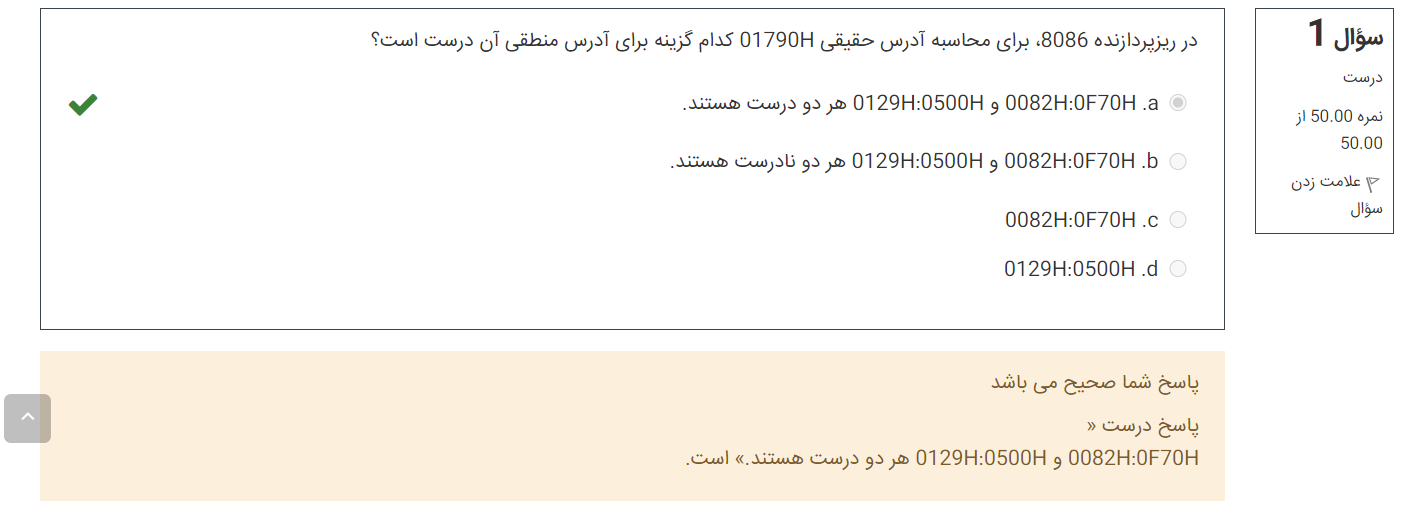 سؤال 1
درست
نمره 50.00 از
50.00
علامت زدن
سؤال
در ریزپردازنده 8086، برای محاسبه آدرس حقیقی 01790H کدام گزینه برای آدرس منطقی آن درست است؟
a. 0082H:0F70H و 0129H:0500H هر دو درست هستند.
b. 0082H:0F70H و 0129H:0500H هر دو نادرست هستند.
c. 0082H:0F70H
d. 0129H:0500H
پاسخ شما صحیح می باشد
پاسخ درست «
0082H:0F70H و 0129H:0500H هر دو درست هستند.» است.